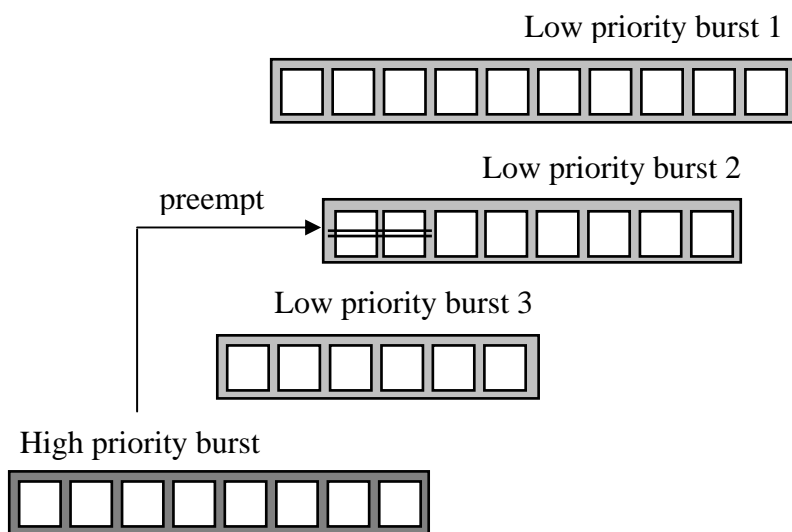 Low priority burst 1
Low priority burst 2
preempt
Low priority burst 3
High priority burst